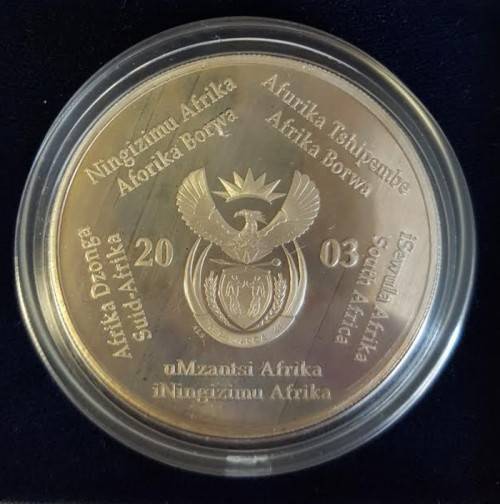 Ningizimu Afrika
Aforika Borwa
Afurika Tshipembe
Afrika Borwa
iSewula Afrika
South Africa
uMzantsi Afrika
iNingizimu Afrika
Afrika Dzonga
Suid-Afrika
20 03